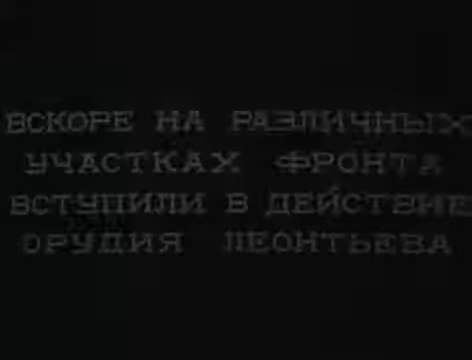 ВСКОРЕ НА РАЗЛИЧНЫХ
УЧАСТКАХ ФРОНТА
ВСТУПИЛИ В ДЕЙСТВИЕ
ОРУДИЯ ЛЕОНТЬЕВА